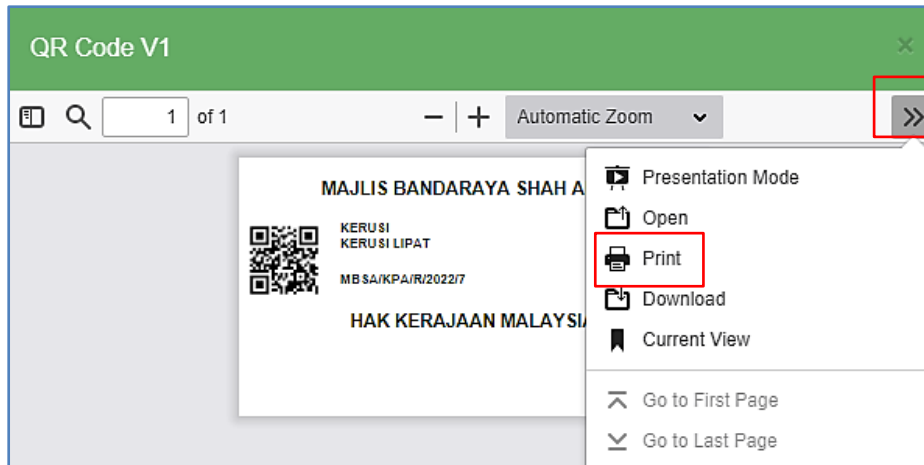 QR Code V1
1 of 1
Automatic Zoom
MAJLIS BANDARAYA SHAH A
KERUSI
KERUSI LIPAT
MBSA/KPA/R/2022/7
HAK KERAJAAN MALAYSIA
Presentation Mode
Open
Print
Download
Current View
Go to First Page
Go to Last Page